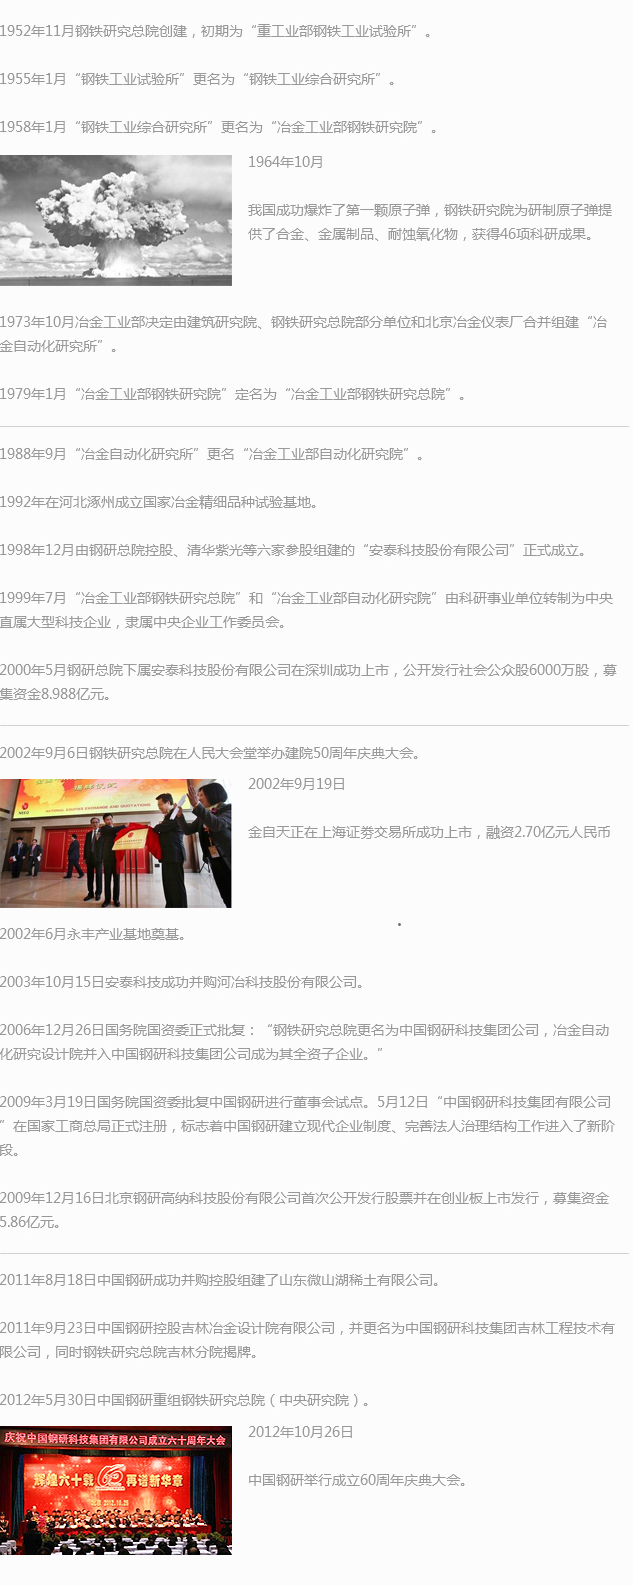 1952年11月钢铁研究总院创建，初期为“重工业部钢铁工业试验所”。
1955年1月“钢铁工业试验所”更名为“钢铁工业综合研究所”。
1958年1月“钢铁工业综合研究所”更名为“冶金工业部钢铁研究院”。
1964年10月
我国成功爆炸了第一颗原子弹，钢铁研究院为研制原子弹提
供了合金、金属制品、耐蚀氧化物，获得46项科研成果。
1973年10月冶金工业部决定由建筑研究院、钢铁研究总院部分单位和北京冶金仪表厂合并组建“冶
金自动化研究所”。
1979年1月“冶金工业部钢铁研究院”定名为“冶金工业部钢铁研究总院”。
1988年9月“冶金自动化研究所”更名“冶金工业部自动化研究院”。
1992年在河北涿州成立国家冶金精细品种试验基地。
1998年12月由钢研总院控股、清华紫光等六家参股组建的“安泰科技股份有限公司”正式成立。
1999年7月“冶金工业部钢铁研究总院”和“冶金工业部自动化研究院”由科研事业单位转制为中央
直属大型科技企业，隶属中央企业工作委员会。
2000年5月钢研总院下属安泰科技股份有限公司在深圳成功上市，公开发行社会公众股6000万股，募
集资金8.988亿元。
2002年9月6日钢铁研究总院在人民大会堂举办建院50周年庆典大会。
NATIONAL EQUITIES EXCHANGE AND QUOTATIONS
NEEQ
2002年9月19日
金自天正在上海证劵交易所成功上市，融资2.70亿元人民币
2002年6月永丰产业基地奠基。
2003年10月15日安泰科技成功并购河冶科技股份有限公司。
2006年12月26日国务院国资委正式批复：“钢铁研究总院更名为中国钢研科技集团公司，冶金自动
化研究设计院并入中国钢研科技集团公司成为其全资子企业。”
2009年3月19日国务院国资委批复中国钢研进行董事会试点。5月12日“中国钢研科技集团有限公司
”在国家工商总局正式注册，标志着中国钢研建立现代企业制度、完善法人治理结构工作进入了新阶
段。
2009年12月16日北京钢研高纳科技股份有限公司首次公开发行股票并在创业板上市发行，募集资金
5.86亿元。
2011年8月18日中国钢研成功并购控股组建了山东微山湖稀土有限公司。
2011年9月23日中国钢研控股吉林冶金设计院有限公司，并更名为中国钢研科技集团吉林工程技术有
限公司，同时钢铁研究总院吉林分院揭牌。
2012年5月30日中国钢研重组钢铁研究总院（中央研究院）。
庆祝中国钢研科技集团有限公司成立六十周年大会
辉煌六十载 60 再谱新华章
北京 2012.10.26
2012年10月26日
中国钢研举行成立60周年庆典大会。